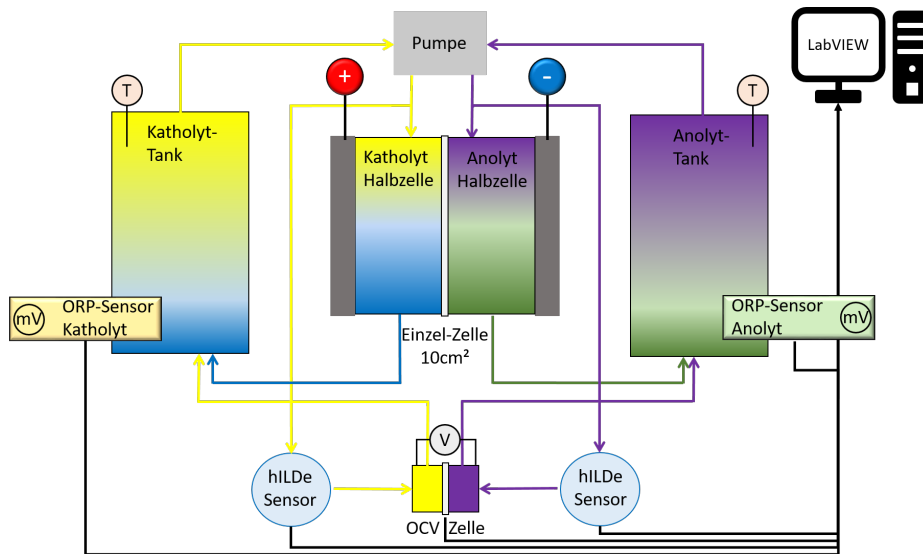 Pumpe
LabVIEW
+
-
T
T
Katholyt-
Tank
Katholyt
Halbzelle
Anolyt
Halbzelle
Anolyt-
Tank
mV
ORP-Sensor
Katholyt
ORP-Sensor
Anolyt
mV
Einzel-Zelle
10cm²
V
hILDe
Sensor
hILDe
Sensor
OCV Zelle